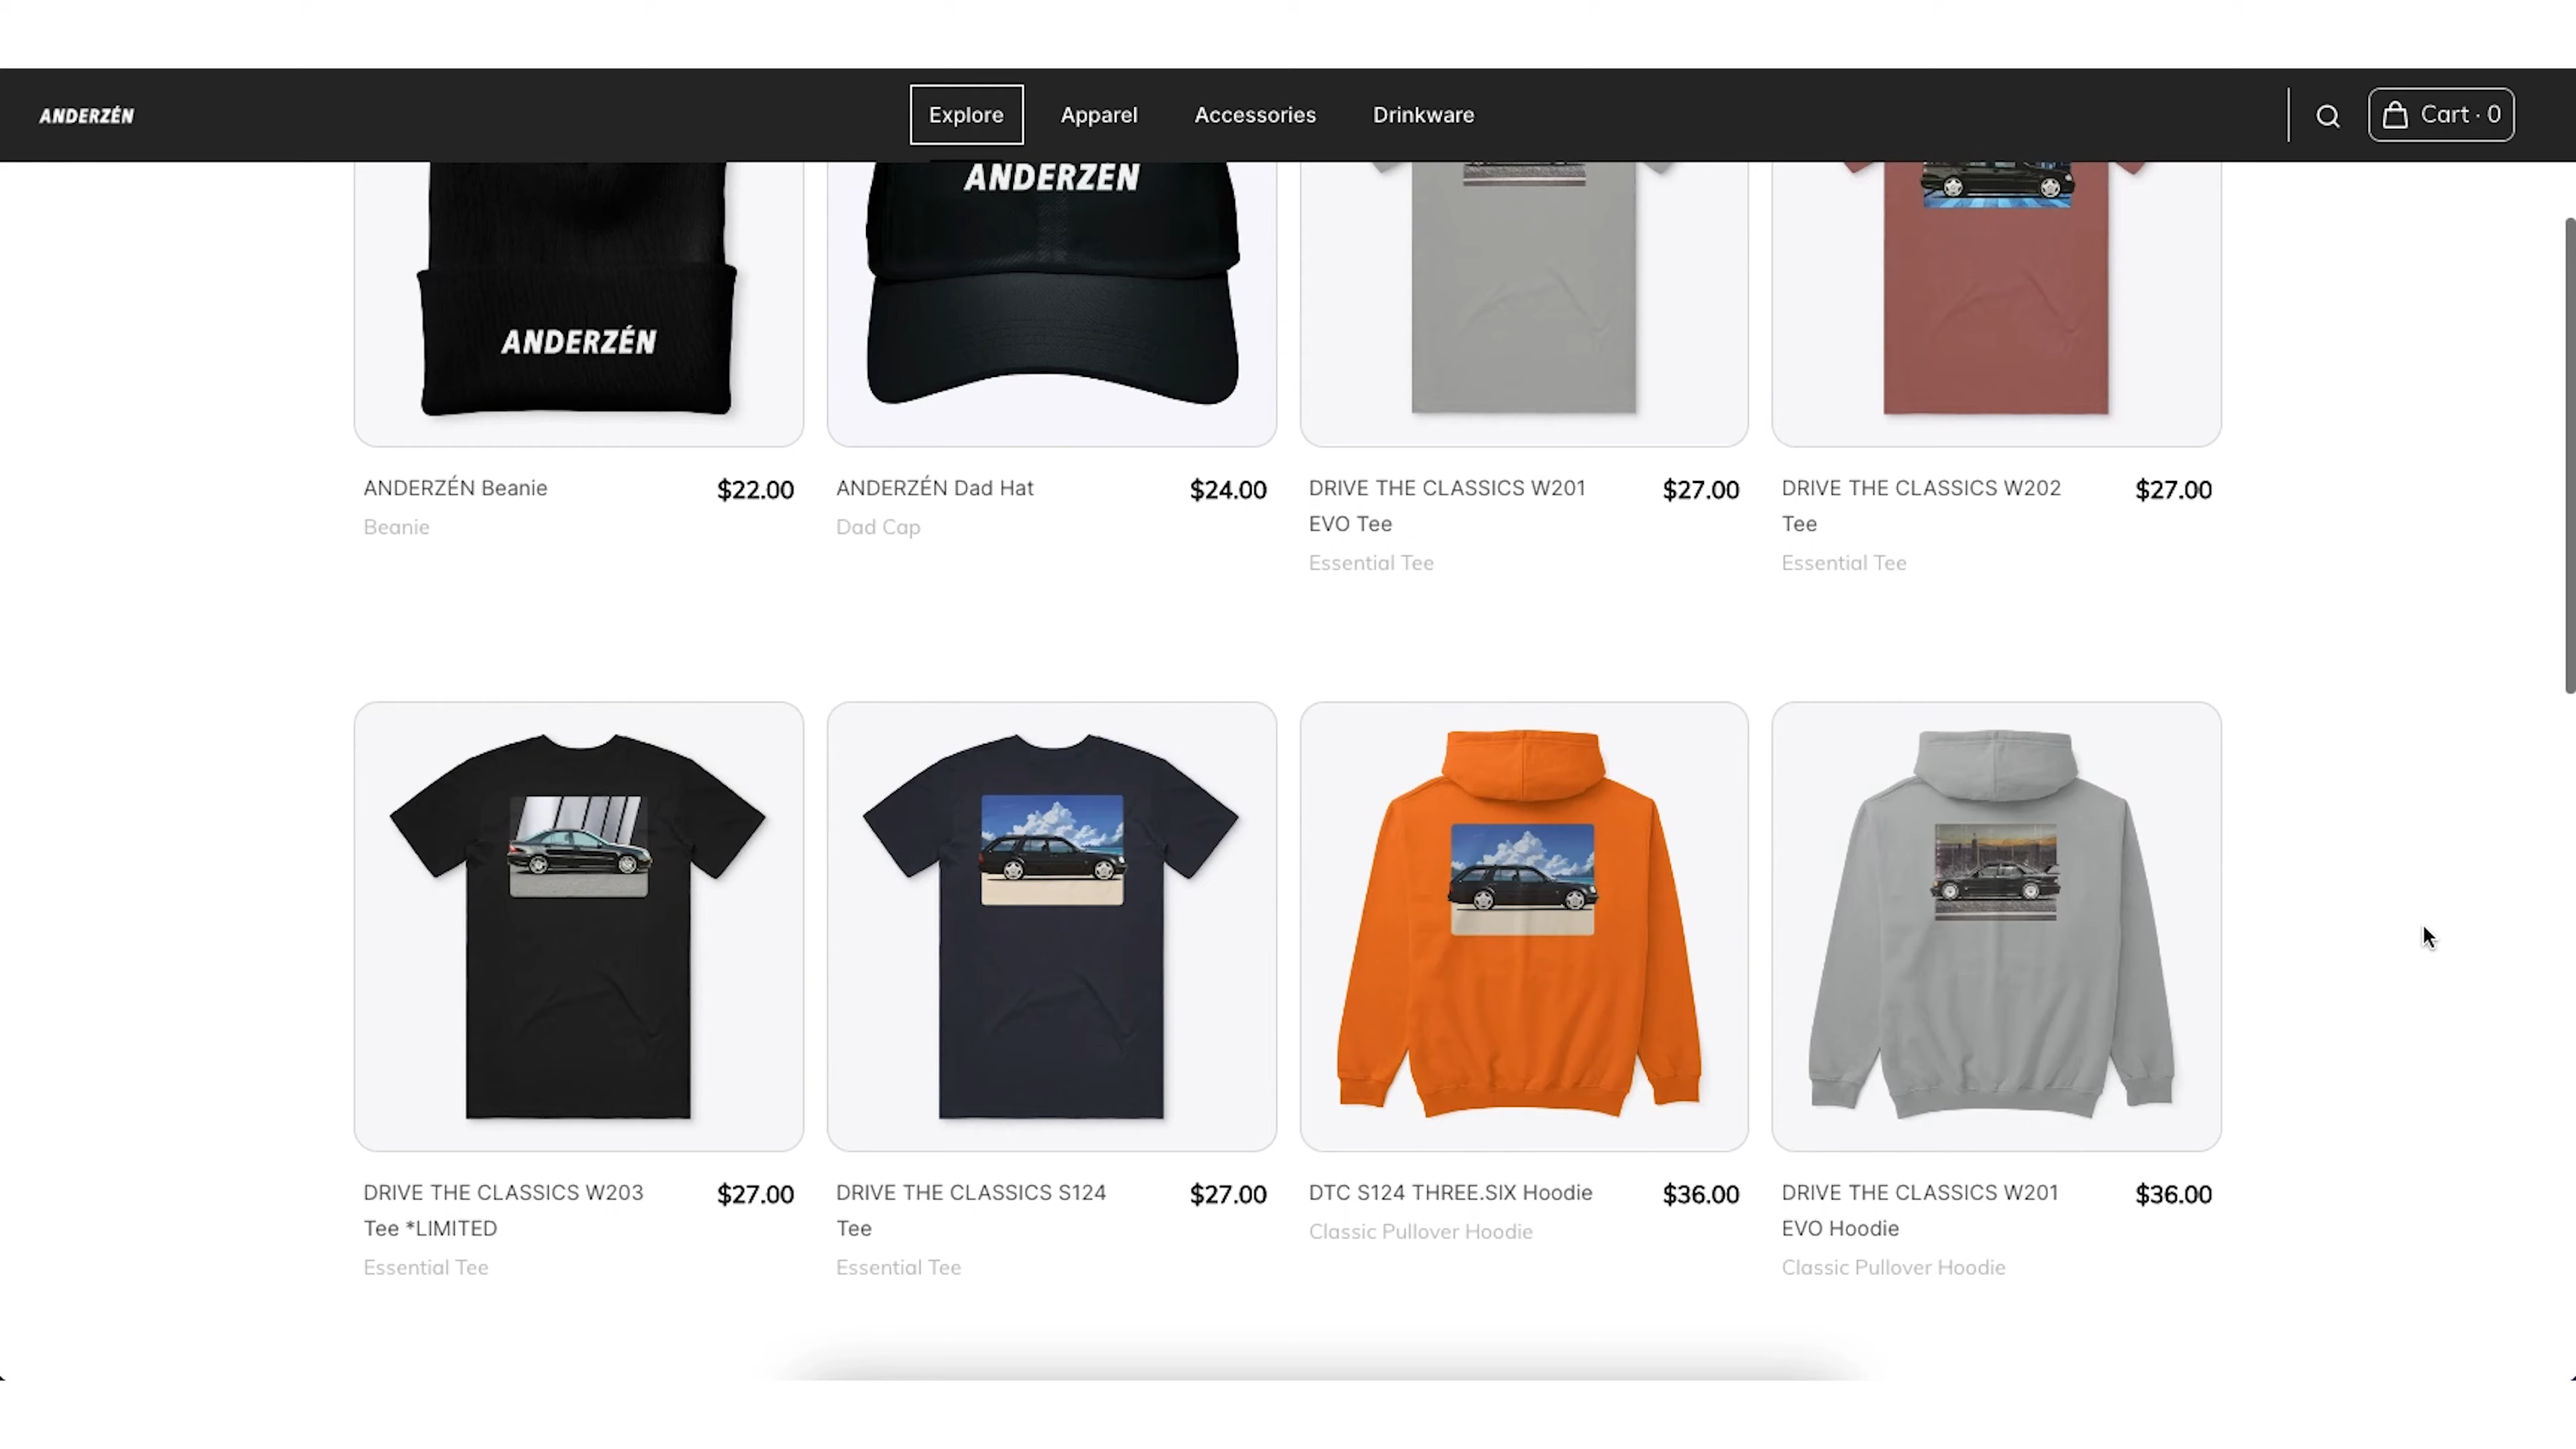 ANDERZÉN
Explore
Apparel
Accessories
Drinkware
Cart · 0
ANDERZÉN
ANDERZÉN
ANDERZÉN Beanie
$22.00
Beanie
ANDERZÉN Dad Hat
$24.00
Dad Cap
DRIVE THE CLASSICS W201
EVO Tee
$27.00
Essential Tee
DRIVE THE CLASSICS W202
Tee
$27.00
Essential Tee
DRIVE THE CLASSICS W203
Tee *LIMITED
$27.00
Essential Tee
DRIVE THE CLASSICS S124
Tee
$27.00
Essential Tee
DTC S124 THREE.SIX Hoodie
$36.00
Classic Pullover Hoodie
DRIVE THE CLASSICS W201
EVO Hoodie
$36.00
Classic Pullover Hoodie